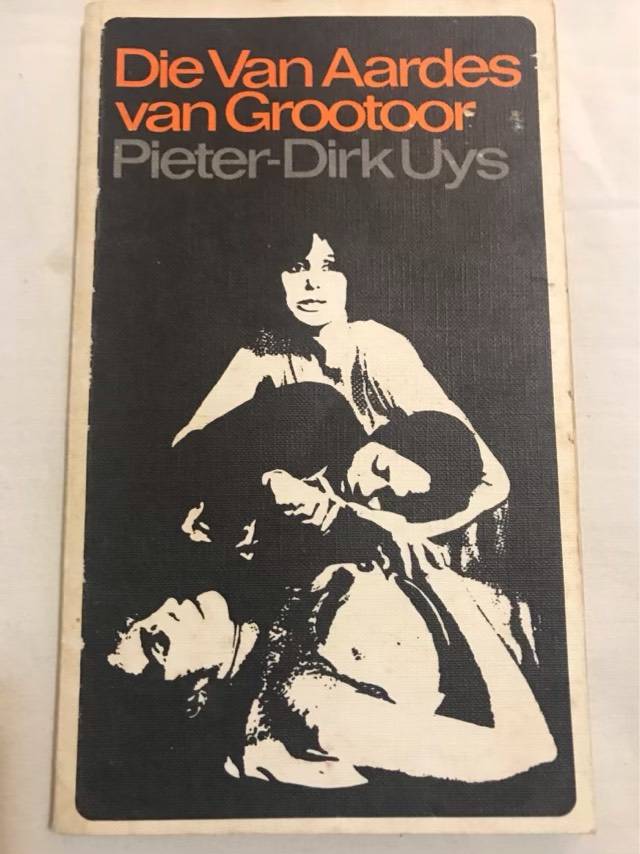 Die Van Aardes
van Grootoor
Pieter-Dirk Uys